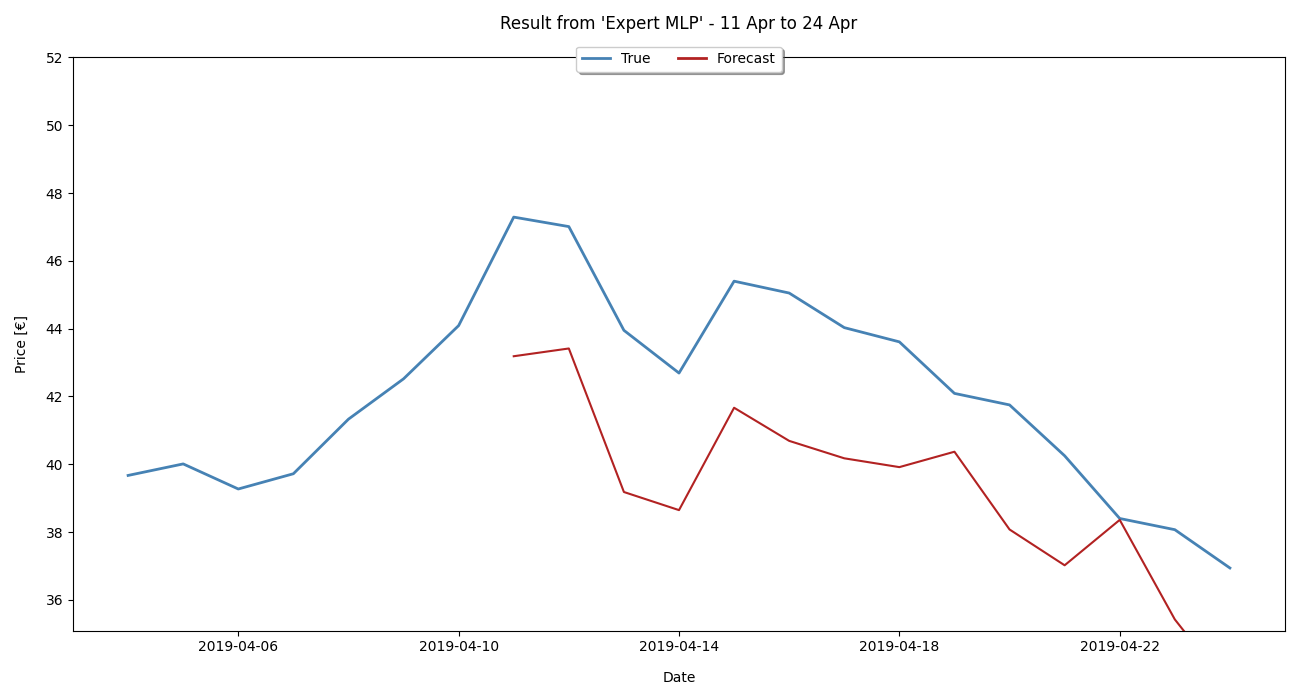 Result from 'Expert MLP' - 11 Apr to 24 Apr
True Forecast
52
50
48
46
44
42
40
38
36
Price [€]
2019-04-06 2019-04-10 2019-04-14 2019-04-18 2019-04-22
Date